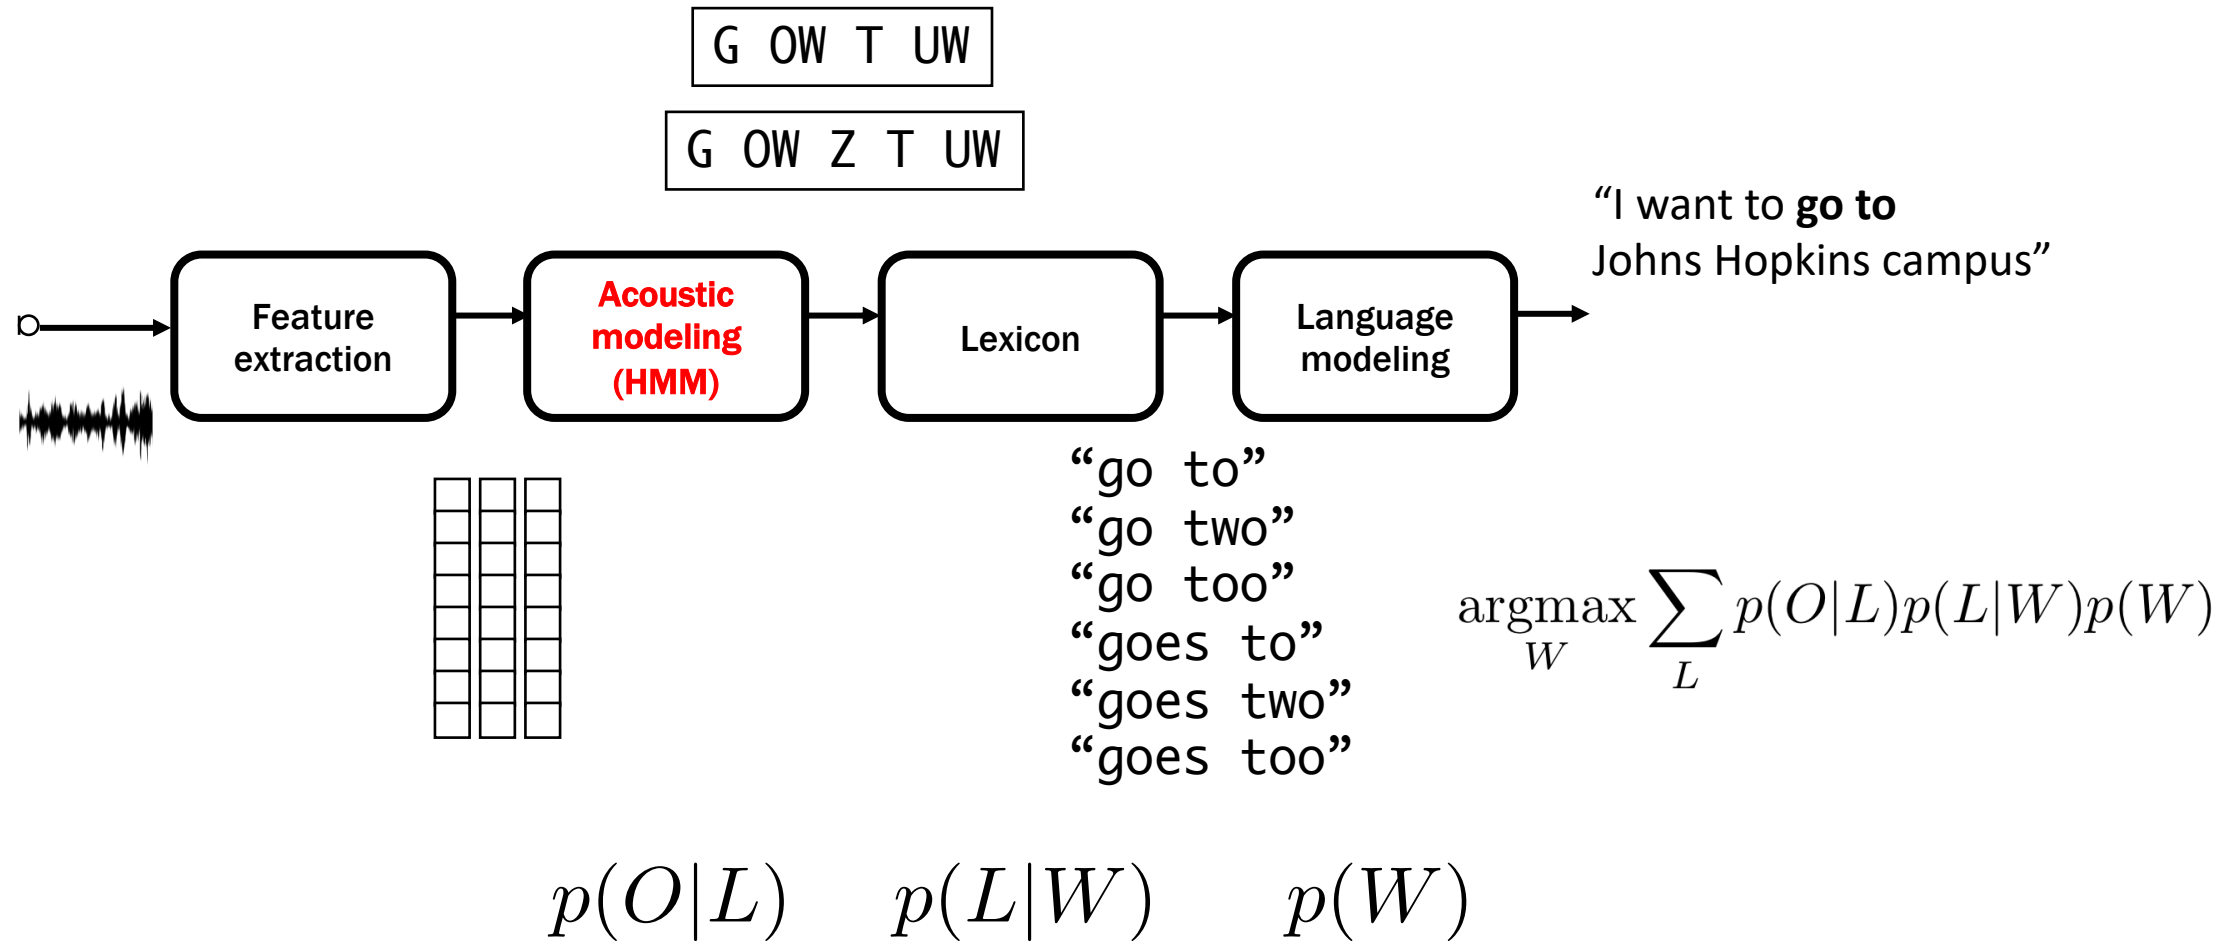 G OW T UW
G OW Z T UW
“I want to go to
Johns Hopkins campus”
Feature
extraction
Acoustic
modeling
(HMM)
Lexicon
Language
modeling
“go to”
“go two”
“go too”
“goes to”
“goes two”
“goes too”
argmax ∑ p(O|L)p(L|W)p(W)
W L
p(O|L) p(L|W) p(W)